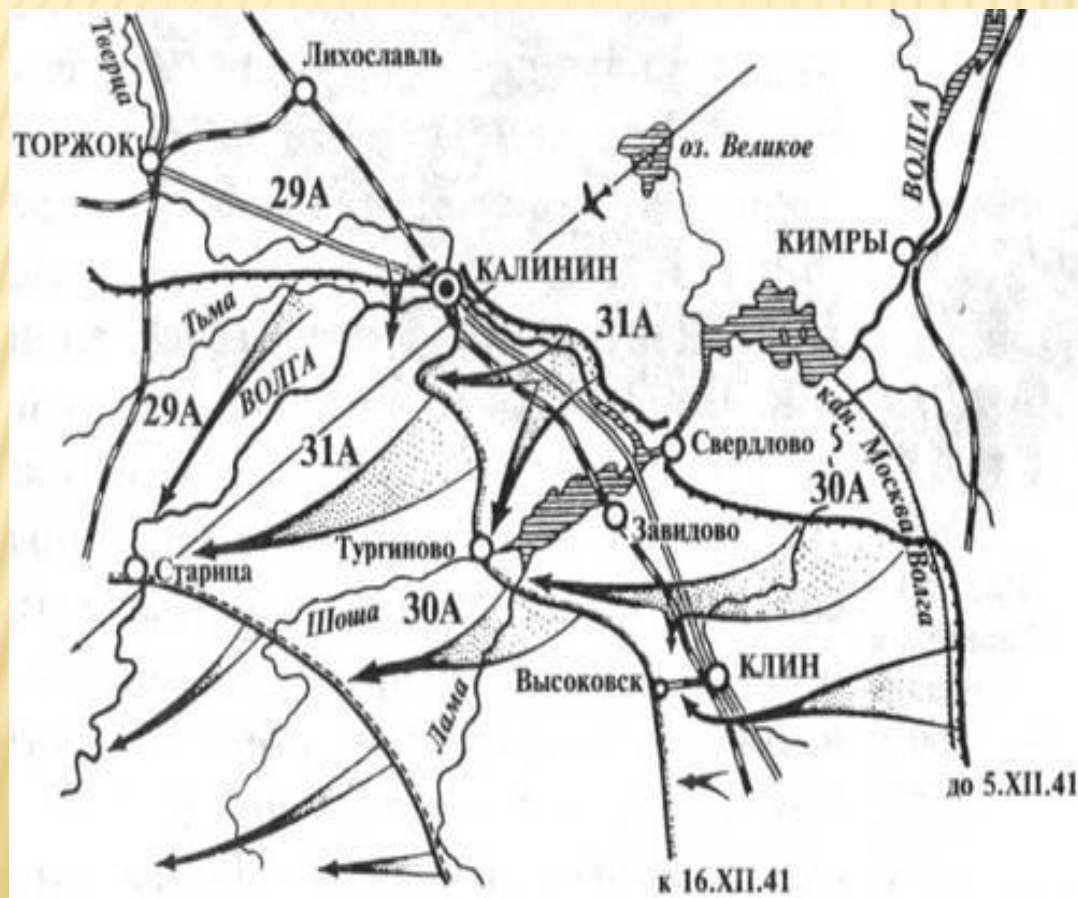 Тверца
Лихославль
ТОРЖОК
29А
оз. Великое
ВОЛГА
КИМРЫ
КАЛИНИН
Тьма
31А
29А
ВОЛГА
31А
кан. Москва-Волга
Свердлово
30А
Завидово
Тургиново
Старица
Шоша
30А
КЛИН
Высоковск
Лама
до 5.XII.41
к 16.XII.41